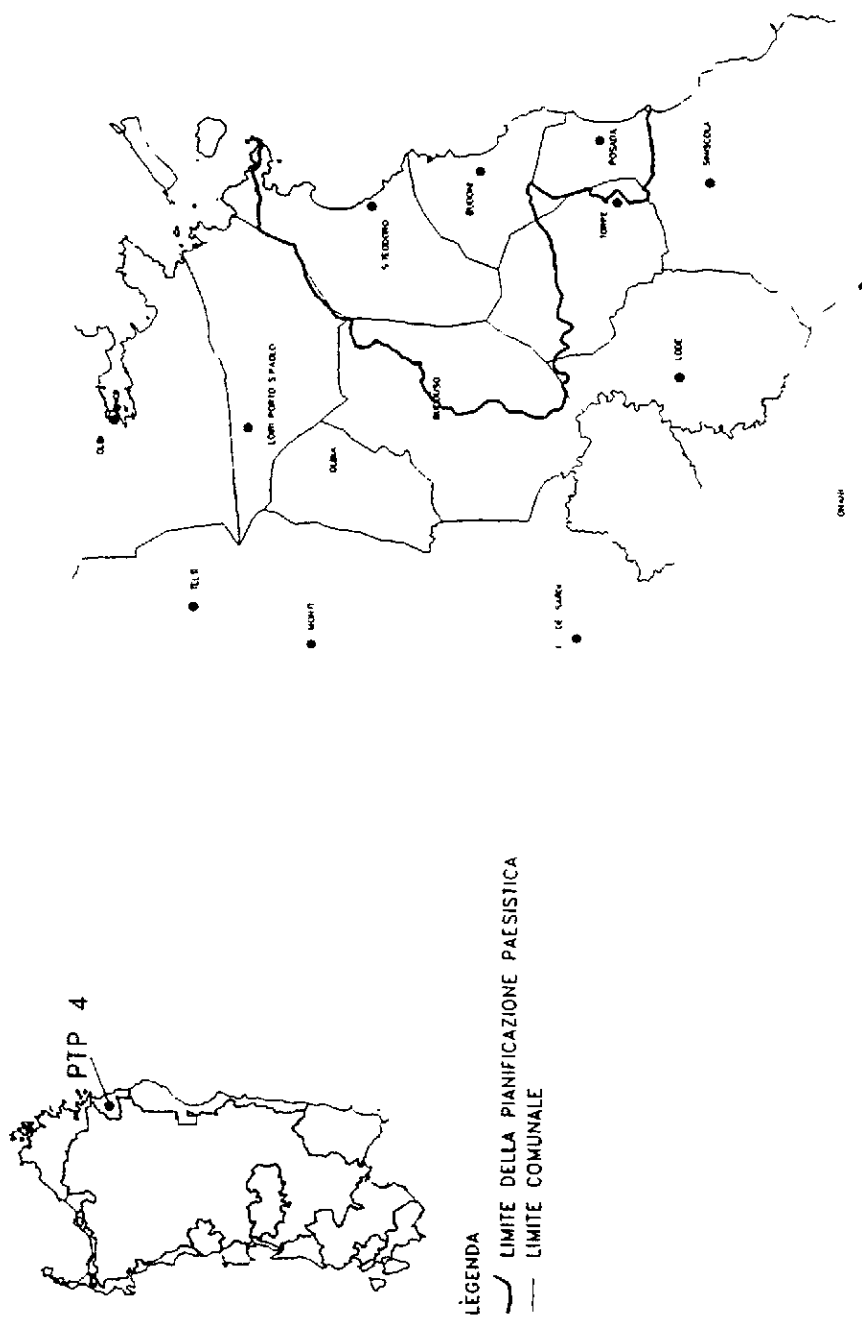 PTP 4
LEGENDA
LIMITE DELLA PIANIFICAZIONE PAESISTICA
LIMITE COMUNALE
MONTI
LOIRI PORTO S.PAOLO
OLBIA
S.TEODORO
BUDONI
POSADA
TORPE
SINISCOLA
LODE